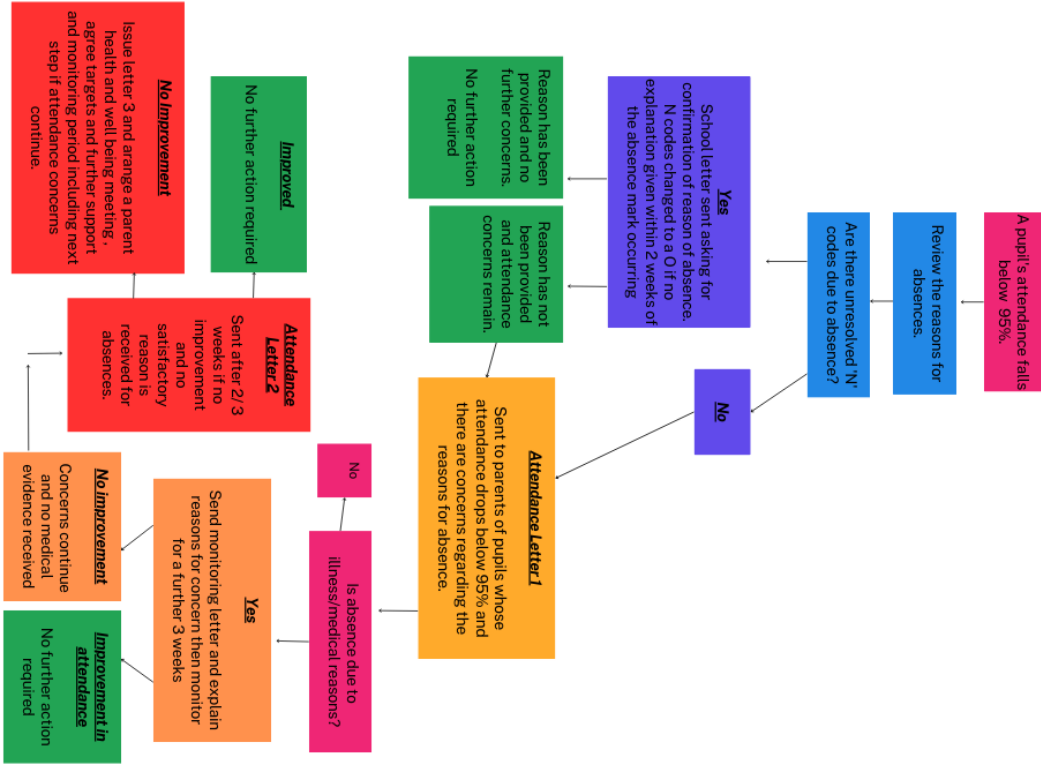 A pupil's attendance falls
below 95%.
Review the reasons for
absences.
Are there unresolved 'N'
codes due to absence?
Yes
School letter sent asking for
confirmation of reason of absence.
N codes changed to a O if no
explanation given within 2 weeks of
the absence mark occurring
No
Reason has been
provided and no
further concerns.
No further action
required
Reason has not
been provided
and attendance
concerns remain.
Attendance Letter 1
Sent to parents of pupils whose
attendance drops below 95% and
there are concerns regarding the
reasons for absence.
Is absence due to
illness/medical reasons?
No
Yes
Send monitoring letter and explain
reasons for concern then monitor
for a further 3 weeks
No improvement
Concerns continue
and no medical
evidence received
Improvement in
attendance
No further action
required
Attendance
Letter 2
Sent after 2/3
weeks if no
improvement
and no
satisfactory
reason is
received for
absences.
Improved
No further action required
No Improvement
Issue letter 3 and arange a parent
health and well being meeting ,
agree targets and further support
and monitoring period including next
step if attendance concerns
continue.